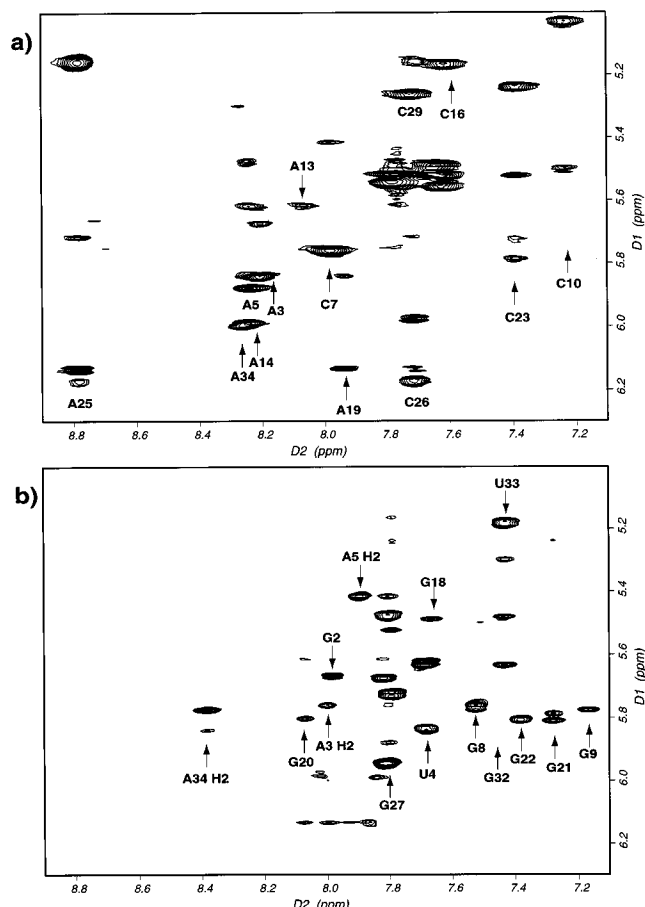 a)
5.2
C29
C16
5.4
A13
5.6
D1 (ppm)
5.8
A5
A3
C7
C23
C10
6.0
A34
A14
A25
A19
C26
6.2
8.8
8.6
8.4
8.2
8.0
7.8
7.6
7.4
7.2
D2 (ppm)
b)
U33
5.2
A5 H2
G18
5.4
G2
5.6
D1 (ppm)
5.8
A34 H2
G20
A3 H2
G27
U4
G8
G32
G22
G21
G9
6.0
6.2
8.8
8.6
8.4
8.2
8.0
7.8
7.6
7.4
7.2
D2 (ppm)